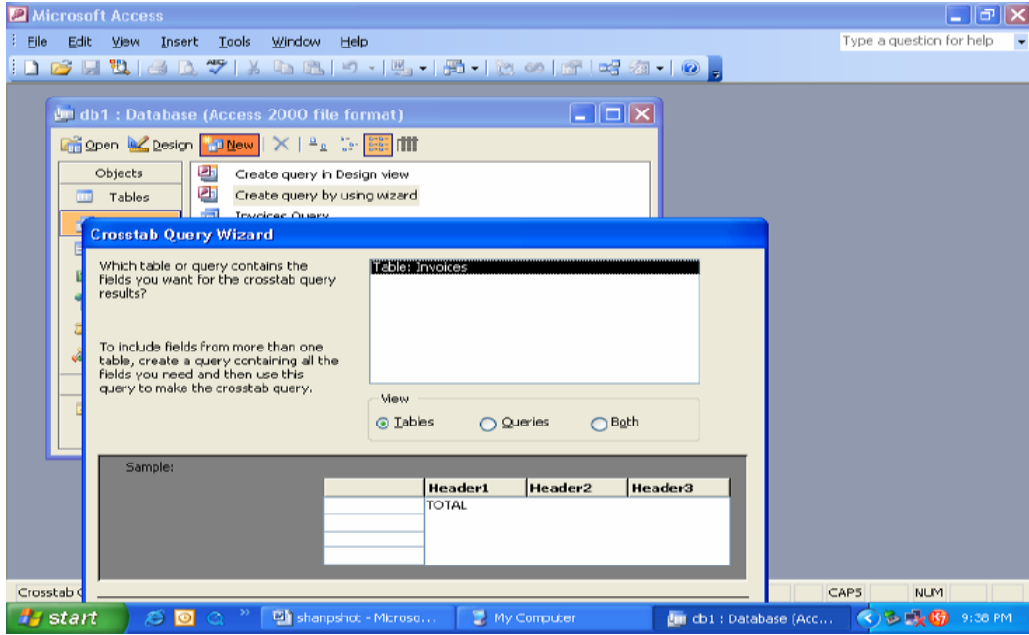 Microsoft Access
File Edit View Insert Tools Window Help
Type a question for help
db1 : Database (Access 2000 file format)
Open Design New
Objects
Tables
Create query in Design view
Create query by using wizard
Invoices Query
Crosstab Query Wizard
Which table or query contains the
fields you want for the crosstab query
results?
To include fields from more than one
table, create a query containing all the
fields you need and then use this
query to make the crosstab query.
Table: Invoices
View
Tables Queries Both
Sample:
Header1 Header2 Header3
TOTAL
Crosstab
CAPS NUM
start
shanpshot - Microso...
My Computer
db1 : Database (Acc...
9:36 PM